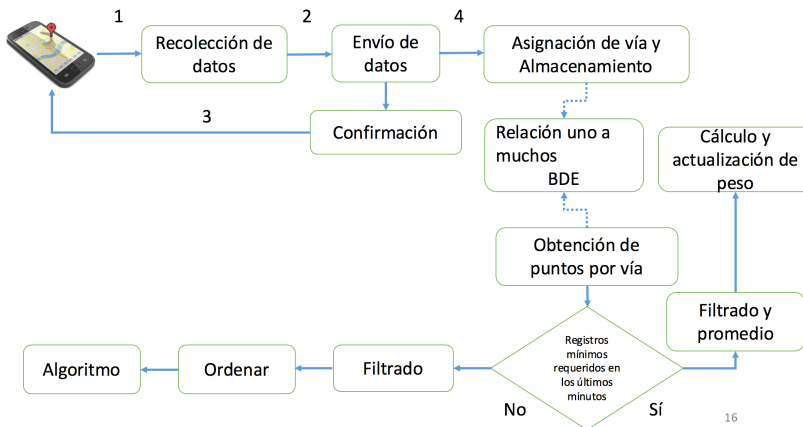 1
2
4
Recolección de
datos
Envío de
datos
Asignación de vía y
Almacenamiento
3
Confirmación
Relación uno a
muchos
BDE
Cálculo y
actualización de
peso
Obtención de
puntos por vía
Filtrado y
promedio
Registros
mínimos
requeridos en
los últimos
minutos
Algoritmo
Ordenar
Filtrado
No
Sí
16